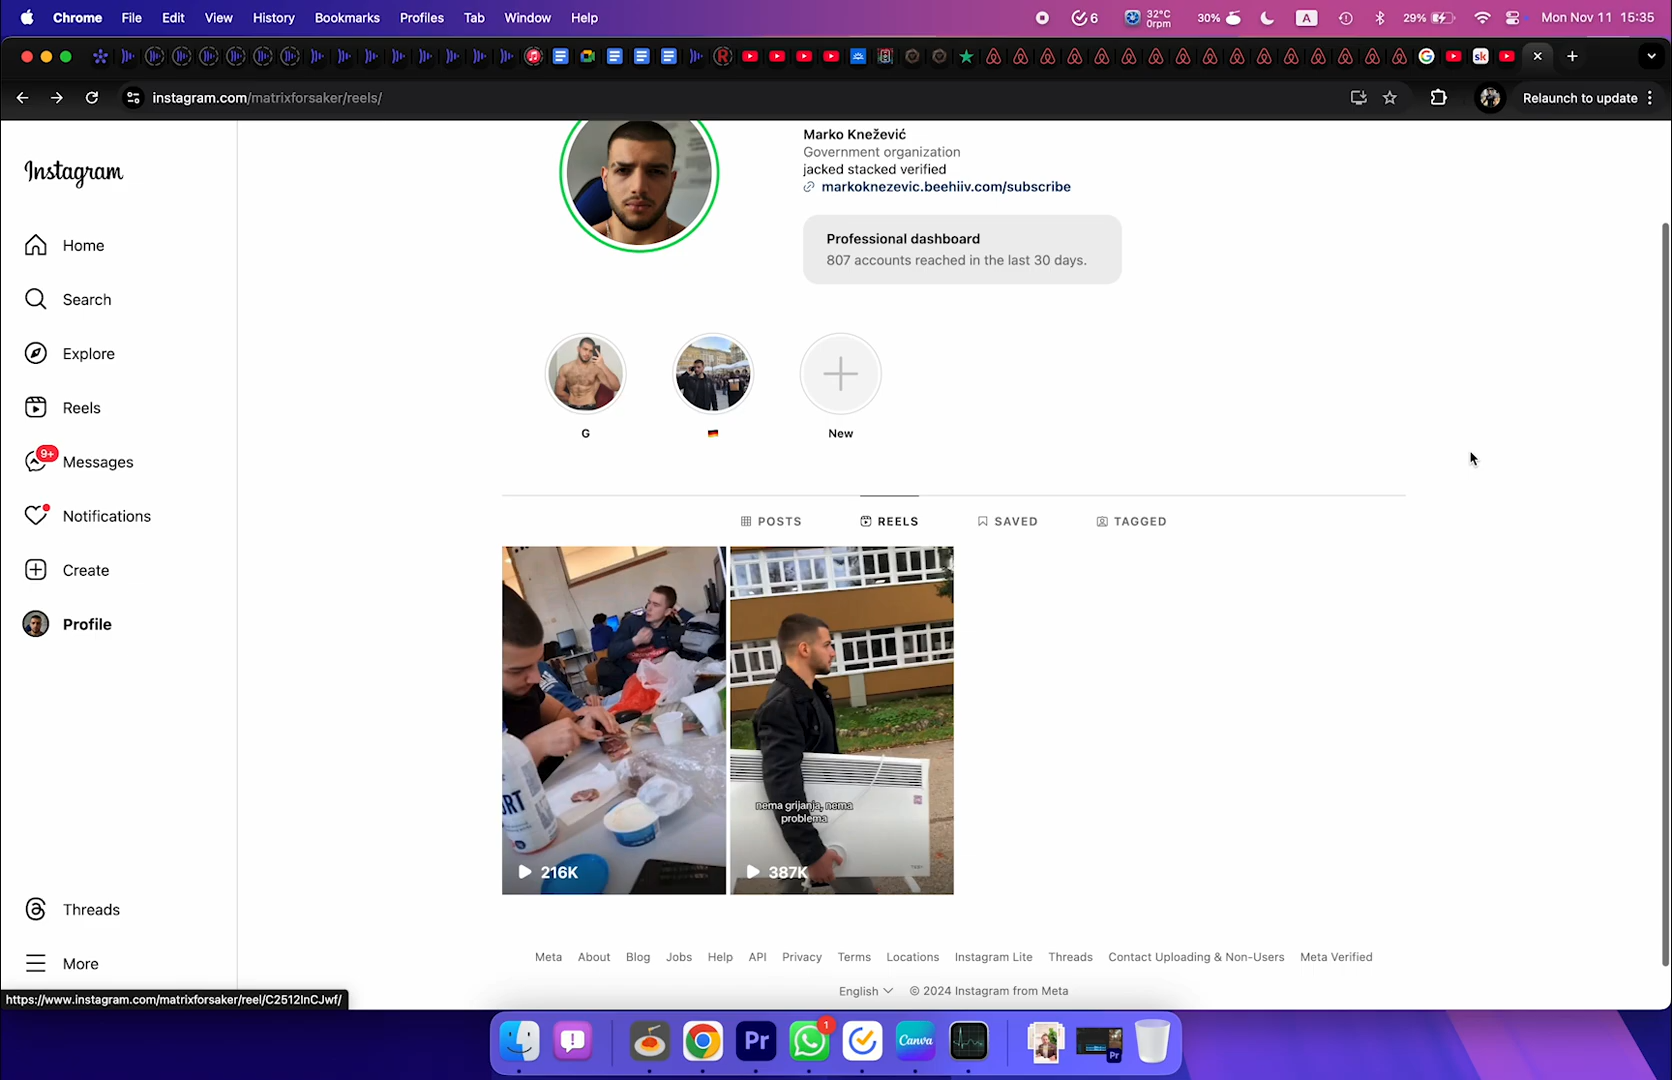 Chrome File Edit View History Bookmarks Profiles Tab Window Help
6 32°C 0rpm 30% A 29% Mon Nov 11 15:35
instagram.com/matrixforsaker/reels/
Relaunch to update
Instagram
Home
Search
Explore
Reels
9+
Messages
Notifications
Create
Profile
Threads
More
https://www.instagram.com/matrixforsaker/reel/C2512InCJwf/
Marko Knežević
Government organization
jacked stacked verified
markoknezevic.beehiiv.com/subscribe
Professional dashboard
807 accounts reached in the last 30 days.
G
New
POSTS REELS SAVED TAGGED
216K
nema grijanja, nema
problema
387K
Meta About Blog Jobs Help API Privacy Terms Locations Instagram Lite Threads Contact Uploading & Non-Users Meta Verified
English © 2024 Instagram from Meta
Pr 1 Canva Pr